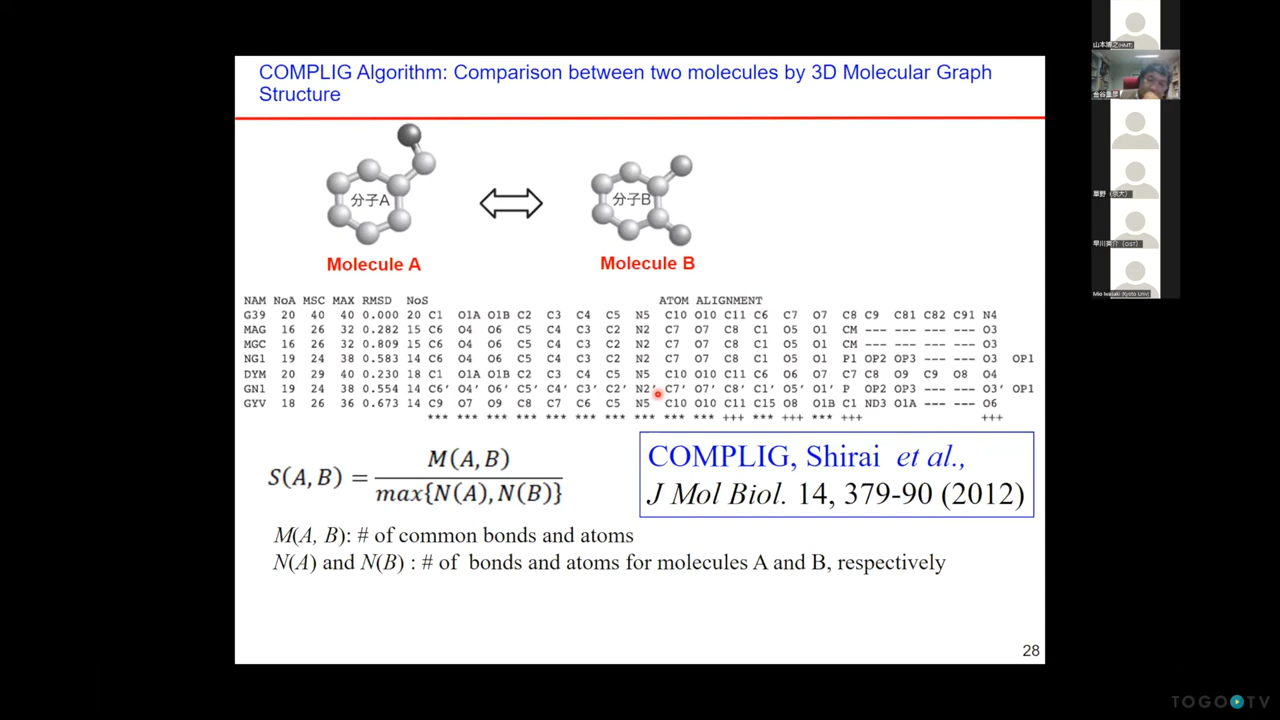 COMPLIG Algorithm: Comparison between two molecules by 3D Molecular Graph
Structure
分子A
分子B
Molecule A
Molecule B
NAM NoA MSC MAX RMSD NoS ATOM ALIGNMENT
G39 20 40 40 0.000 20 C1 O1A O1B C2 C3 C4 C5 N5 C10 O10 C11 C6 C7 O7 C8 C9 C81 C82 C91 N4
MAG 16 26 32 0.282 15 C6 O4 O6 C5 C4 C3 C2 N2 C7 O7 C8 C1 O5 O1 CM --- --- --- --- O3
MGC 16 26 32 0.809 15 C6 O4 O6 C5 C4 C3 C2 N2 C7 O7 C8 C1 O5 O1 CM --- --- --- --- O3
NG1 19 24 38 0.583 14 C6 O4 O6 C5 C4 C3 C2 N2 C7 O7 C8 C1 O5 O1 P1 OP2 OP3 --- --- O3 OP1
DYM 20 29 40 0.230 18 C1 O1A O1B C2 C3 C4 C5 N5 C10 O10 C11 C6 O6 O7 C7 C8 O9 C9 O8 O4
GN1 19 24 38 0.554 14 C6' O4' O6' C5' C4' C3' C2' N2' C7' O7' C8' C1' O5' O1' P OP2 OP3 --- --- O3' OP1
GYV 18 26 36 0.673 14 C9 O7 O9 C8 C7 C6 C5 N5 C10 O10 C11 C15 O8 O1B C1 ND3 O1A --- --- O6
*** *** *** *** *** *** *** *** *** *** +++ *** +++ *** +++ +++
S(A,B) = M(A,B) / max{N(A),N(B)}
COMPLIG, Shirai et al.,
J Mol Biol. 14, 379-90 (2012)
M(A, B): # of common bonds and atoms
N(A) and N(B) : # of bonds and atoms for molecules A and B, respectively
28
早川英介 (OST)
Mio Iwasaki (Kyoto Univ)
TOGO TV